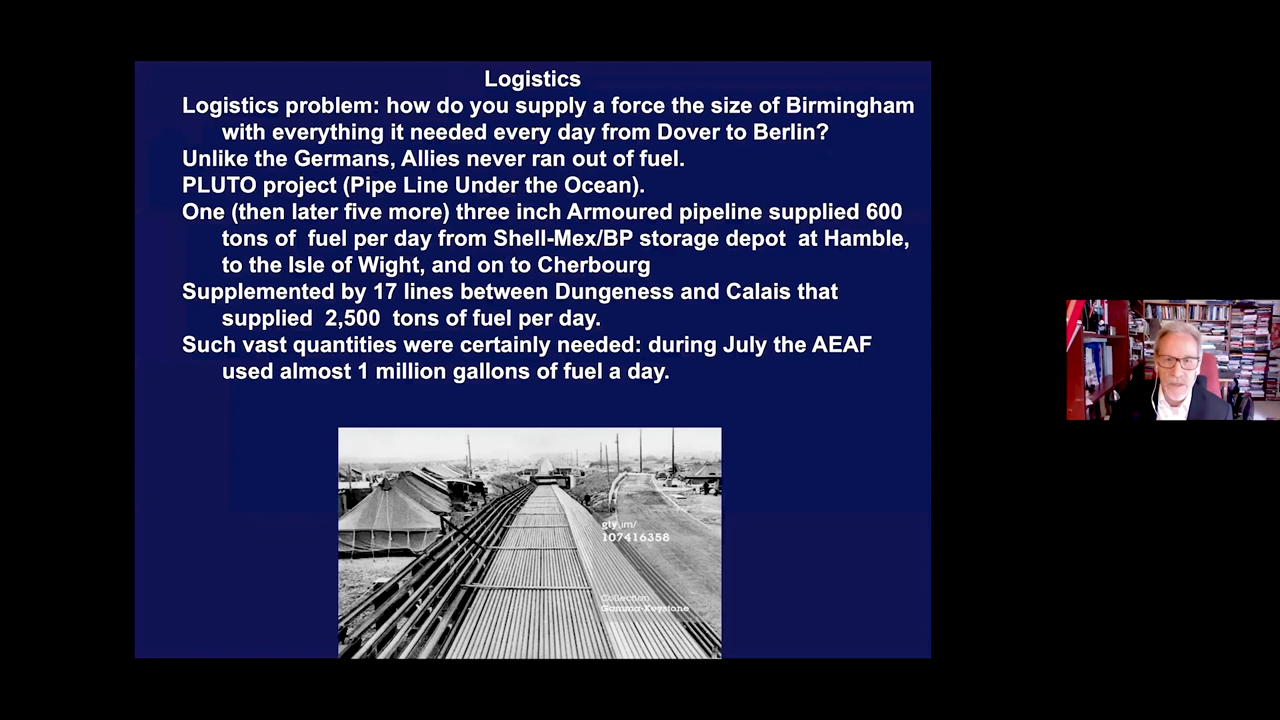 Logistics
Logistics problem: how do you supply a force the size of Birmingham
with everything it needed every day from Dover to Berlin?
Unlike the Germans, Allies never ran out of fuel.
PLUTO project (Pipe Line Under the Ocean).
One (then later five more) three inch Armoured pipeline supplied 600
tons of fuel per day from Shell-Mex/BP storage depot at Hamble,
to the Isle of Wight, and on to Cherbourg
Supplemented by 17 lines between Dungeness and Calais that
supplied 2,500 tons of fuel per day.
Such vast quantities were certainly needed: during July the AEAF
used almost 1 million gallons of fuel a day.
gty.im/
107416358
Collection
Gamma-Keystone